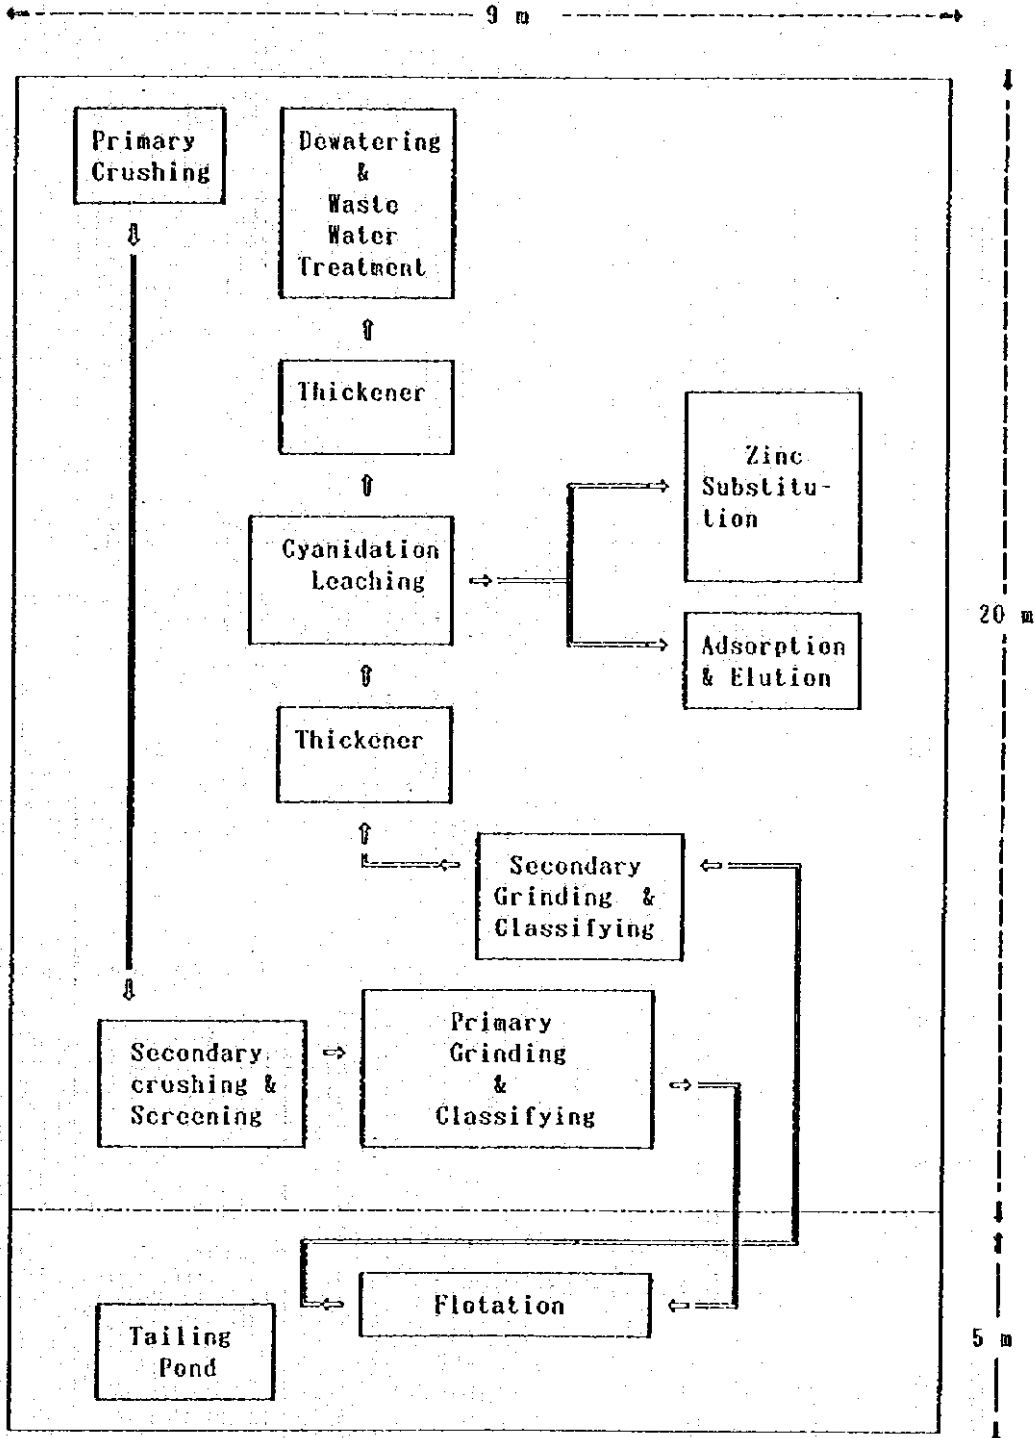 9 m
Primary
Crushing
Dewatering
&
Waste
Water
Treatment
Thickener
Zinc
Substitu-
tion
Cyanidation
Leaching
20 m
Adsorption
& Elution
Thickener
Secondary
Grinding &
Classifying
Primary
Grinding
&
Classifying
Secondary
crushing &
Screening
Flotation
Tailing
Pond
5 m